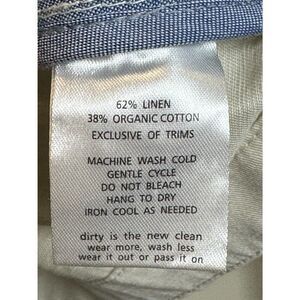 62% LINEN
38% ORGANIC COTTON
EXCLUSIVE OF TRIMS
MACHINE WASH COLD
GENTLE CYCLE
DO NOT BLEACH
HANG TO DRY
IRON COOL AS NEEDED
dirty is the new clean
wear more, wash less
wear it out or pass it on